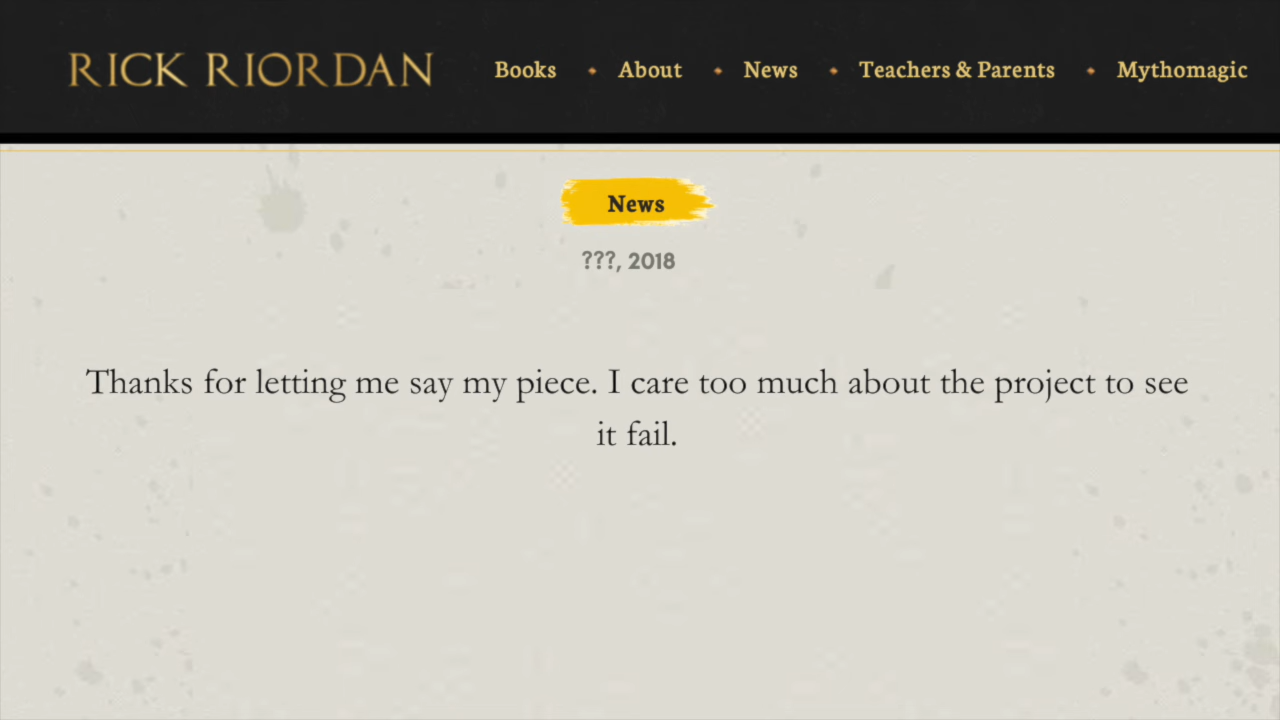 RICK RIORDAN
Books
About
News
Teachers & Parents
Mythomagic
News
???, 2018
Thanks for letting me say my piece. I care too much about the project to see
it fail.